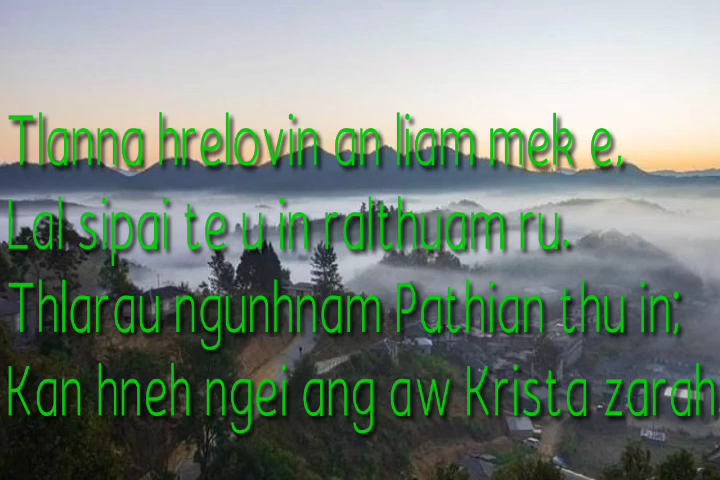 Tlanna hrelovin an liam mek e,
Lal sipai te u in ralthuam ru.
Thlarau ngunhnam Pathian thu in;
Kan hneh ngei ang aw Krista zarah.